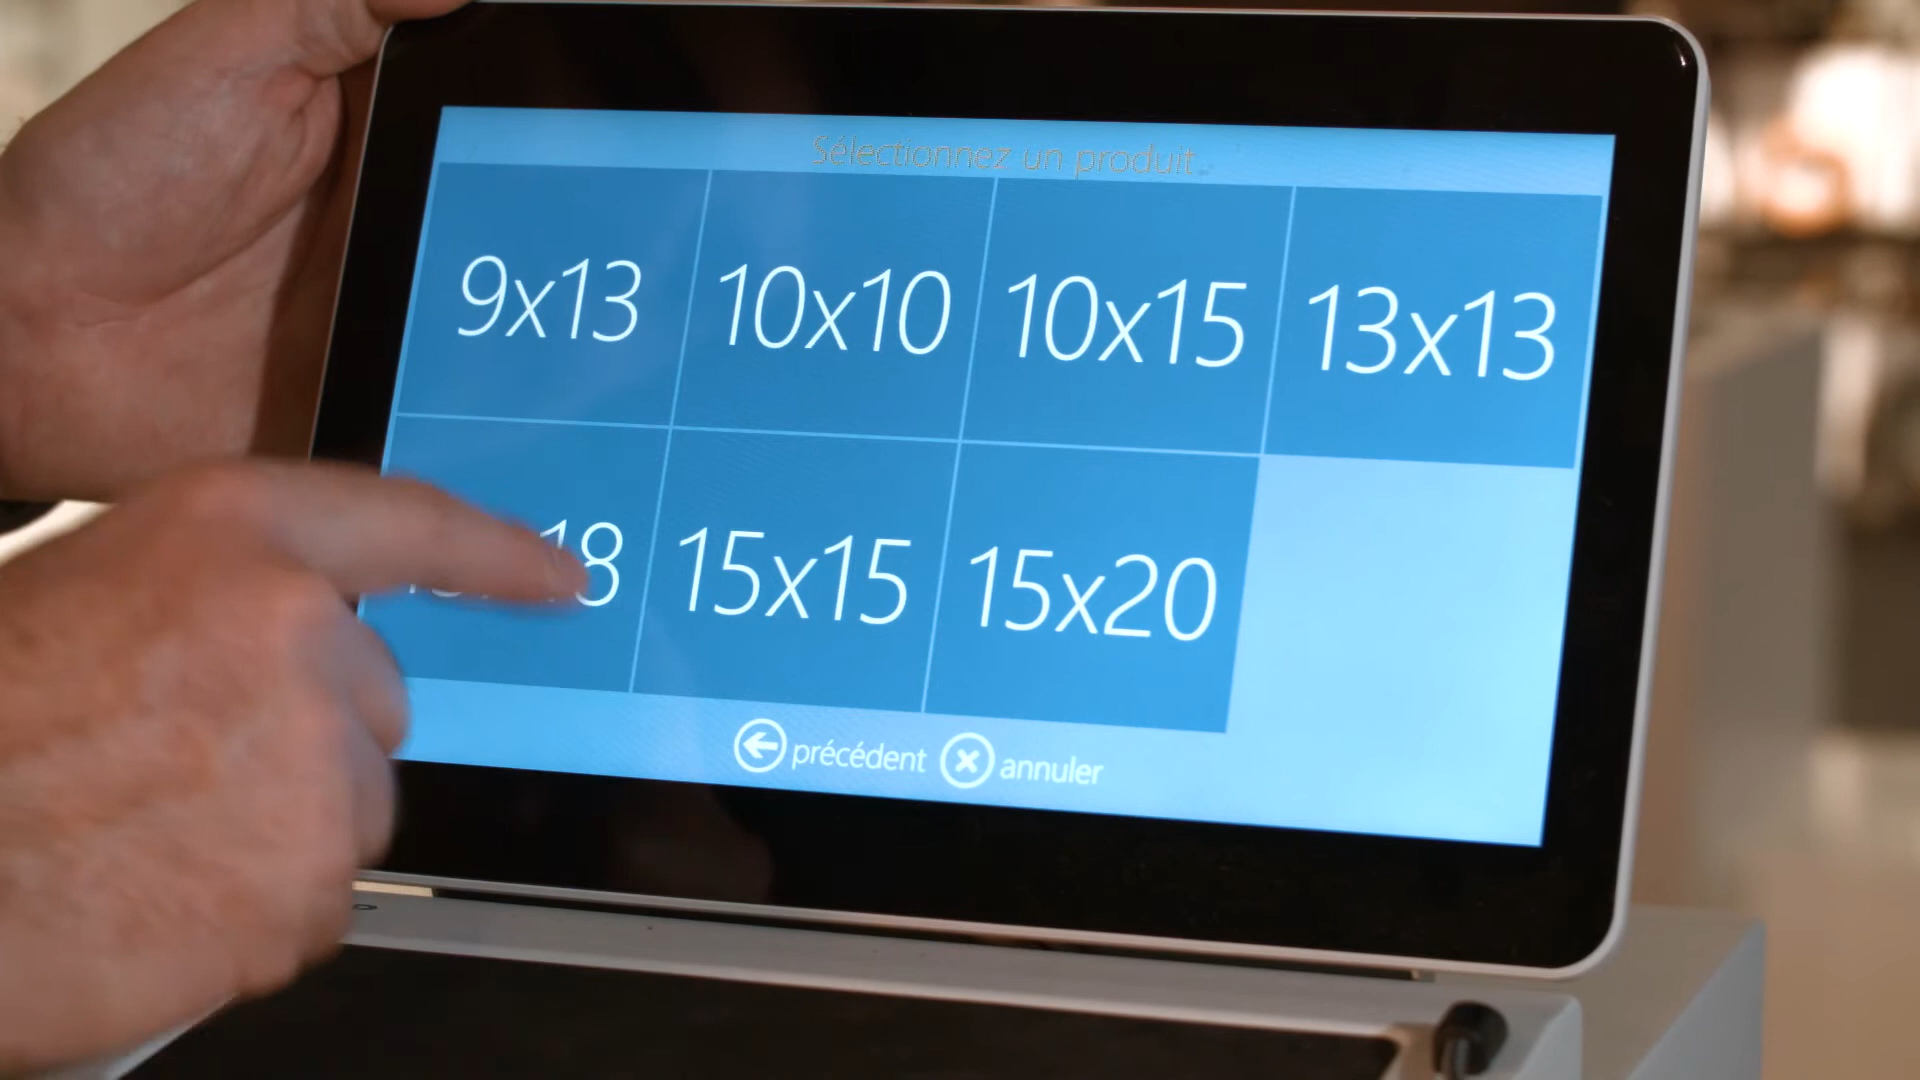 Sélectionnez un produit
9x13 10x10 10x15 13x13
15x15 15x20
précédent annuler